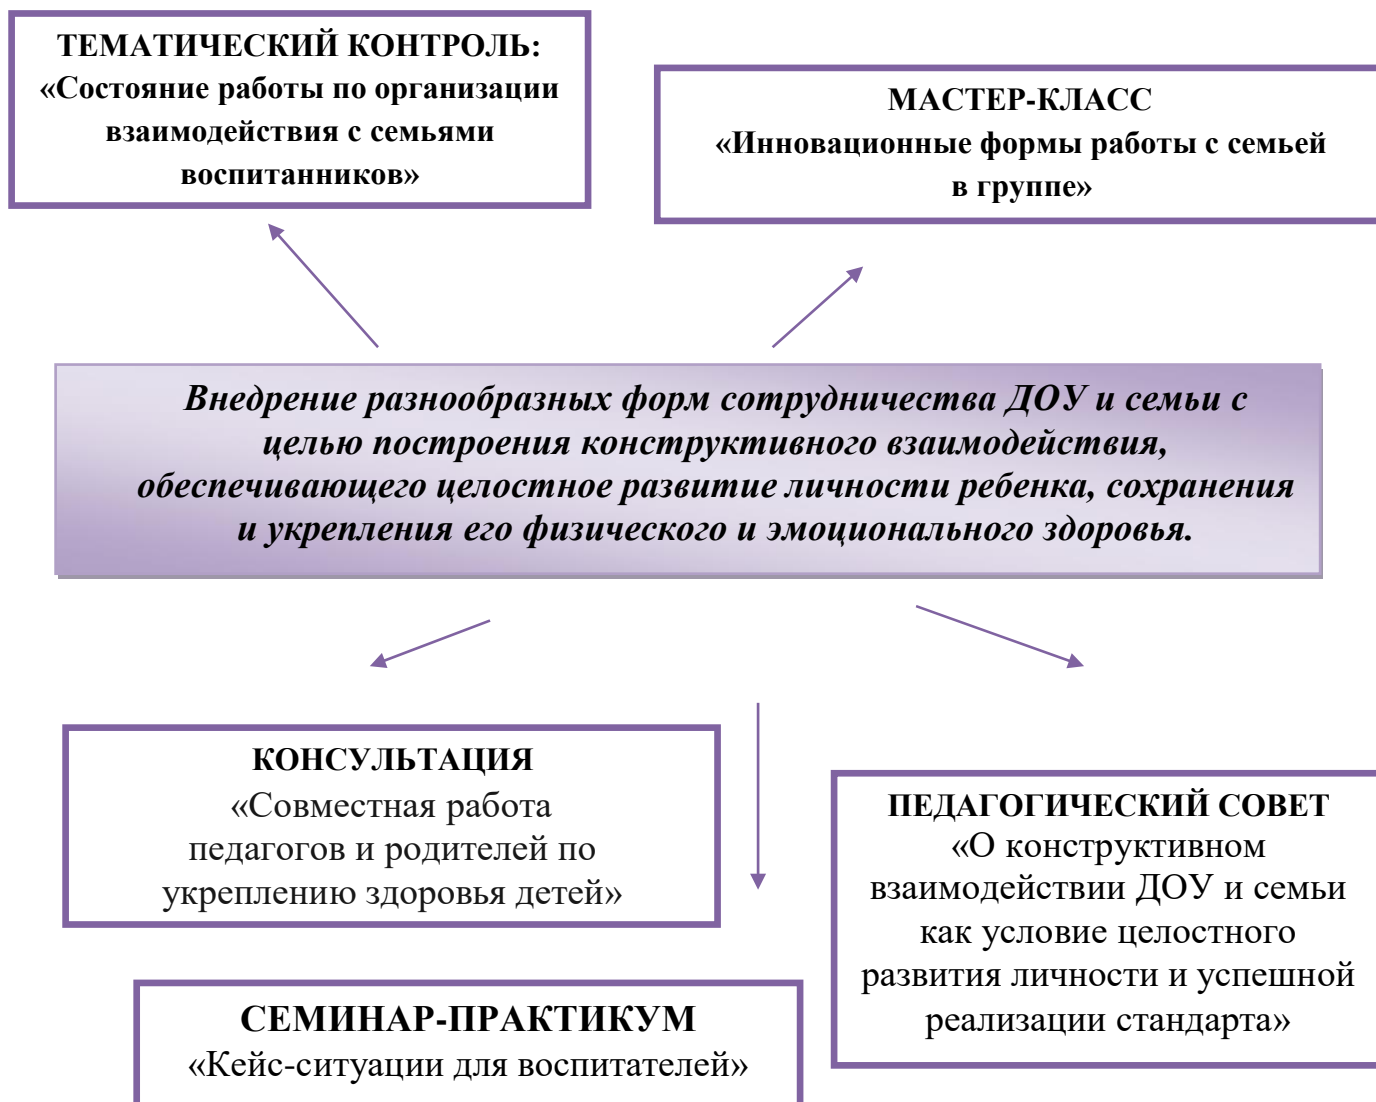 ТЕМАТИЧЕСКИЙ КОНТРОЛЬ:
«Состояние работы по организации
взаимодействия с семьями
воспитанников»
МАСТЕР-КЛАСС
«Инновационные формы работы с семьей
в группе»
Внедрение разнообразных форм сотрудничества ДОУ и семьи с
целью построения конструктивного взаимодействия,
обеспечивающего целостное развитие личности ребенка, сохранения
и укрепления его физического и эмоционального здоровья.
КОНСУЛЬТАЦИЯ
«Совместная работа
педагогов и родителей по
укреплению здоровья детей»
ПЕДАГОГИЧЕСКИЙ СОВЕТ
«О конструктивном
взаимодействии ДОУ и семьи
как условие целостного
развития личности и успешной
реализации стандарта»
СЕМИНАР-ПРАКТИКУМ
«Кейс-ситуации для воспитателей»